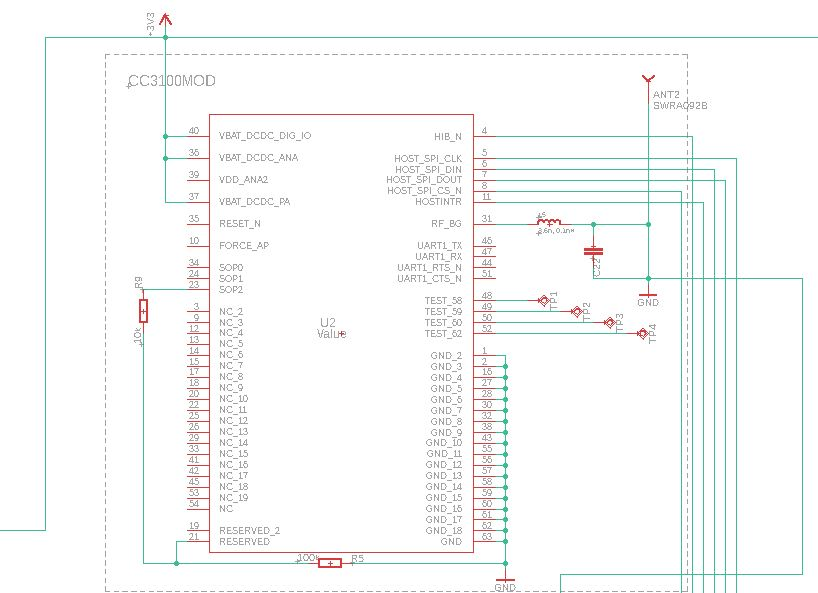 +3V3
CC3100MOD
ANT2
SWRA092B
40 VBAT_DCDC_DIG_IO
36 VBAT_DCDC_ANA
39 VDD_ANA2
37 VBAT_DCDC_PA
35 RESET_N
10 FORCE_AP
34 SOP0
24 SOP1
23 SOP2
3 NC_2
9 NC_3
12 NC_4
13 NC_5
14 NC_6
15 NC_7
17 NC_8
18 NC_9
20 NC_10
22 NC_11
25 NC_12
26 NC_13
29 NC_14
33 NC_15
41 NC_16
42 NC_17
45 NC_18
53 NC_19
54 NC
19 RESERVED_2
21 RESERVED
R9
10k
U2
Value
HIB_N 4
HOST_SPI_CLK 5
HOST_SPI_DIN 6
HOST_SPI_DOUT 7
HOST_SPI_CS_N 8
HOSTINTR 11
RF_BG 31
UART1_TX 46
UART1_RX 47
UART1_RTS_N 44
UART1_CTS_N 51
TEST_58 48
TEST_59 49
TEST_60 50
TEST_62 52
GND_2 1
GND_3 2
GND_4 16
GND_5 27
GND_6 28
GND_7 30
GND_8 32
GND_9 38
GND_10 43
GND_11 55
GND_12 56
GND_13 57
GND_14 58
GND_15 59
GND_16 60
GND_17 61
GND_18 62
GND 63
C22
GND
TP1
TP2
TP3
TP4
100k
R5
GND